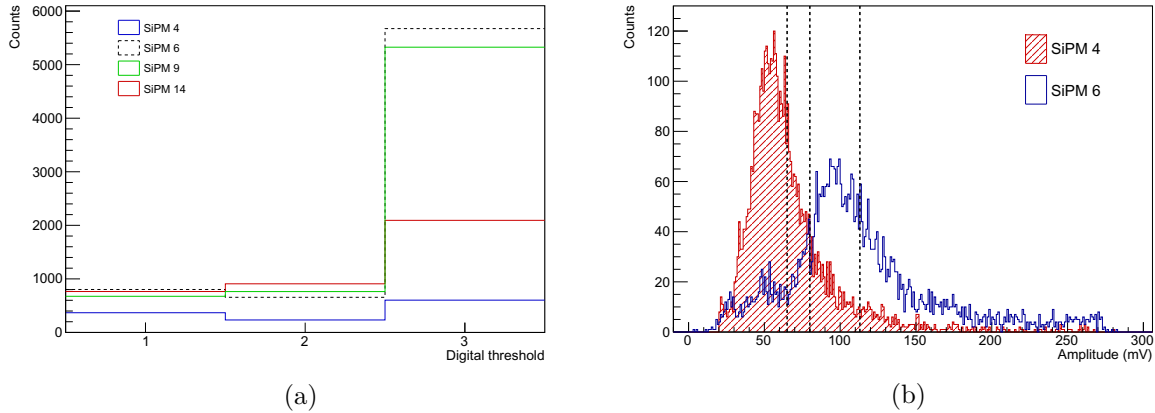 Counts
6000
5000
4000
3000
2000
1000
0
SiPM 4
SiPM 6
SiPM 9
SiPM 14
1 2 3
Digital threshold
(a)
Counts
120
100
80
60
40
20
0
SiPM 4
SiPM 6
0 50 100 150 200 250 300
Amplitude (mV)
(b)